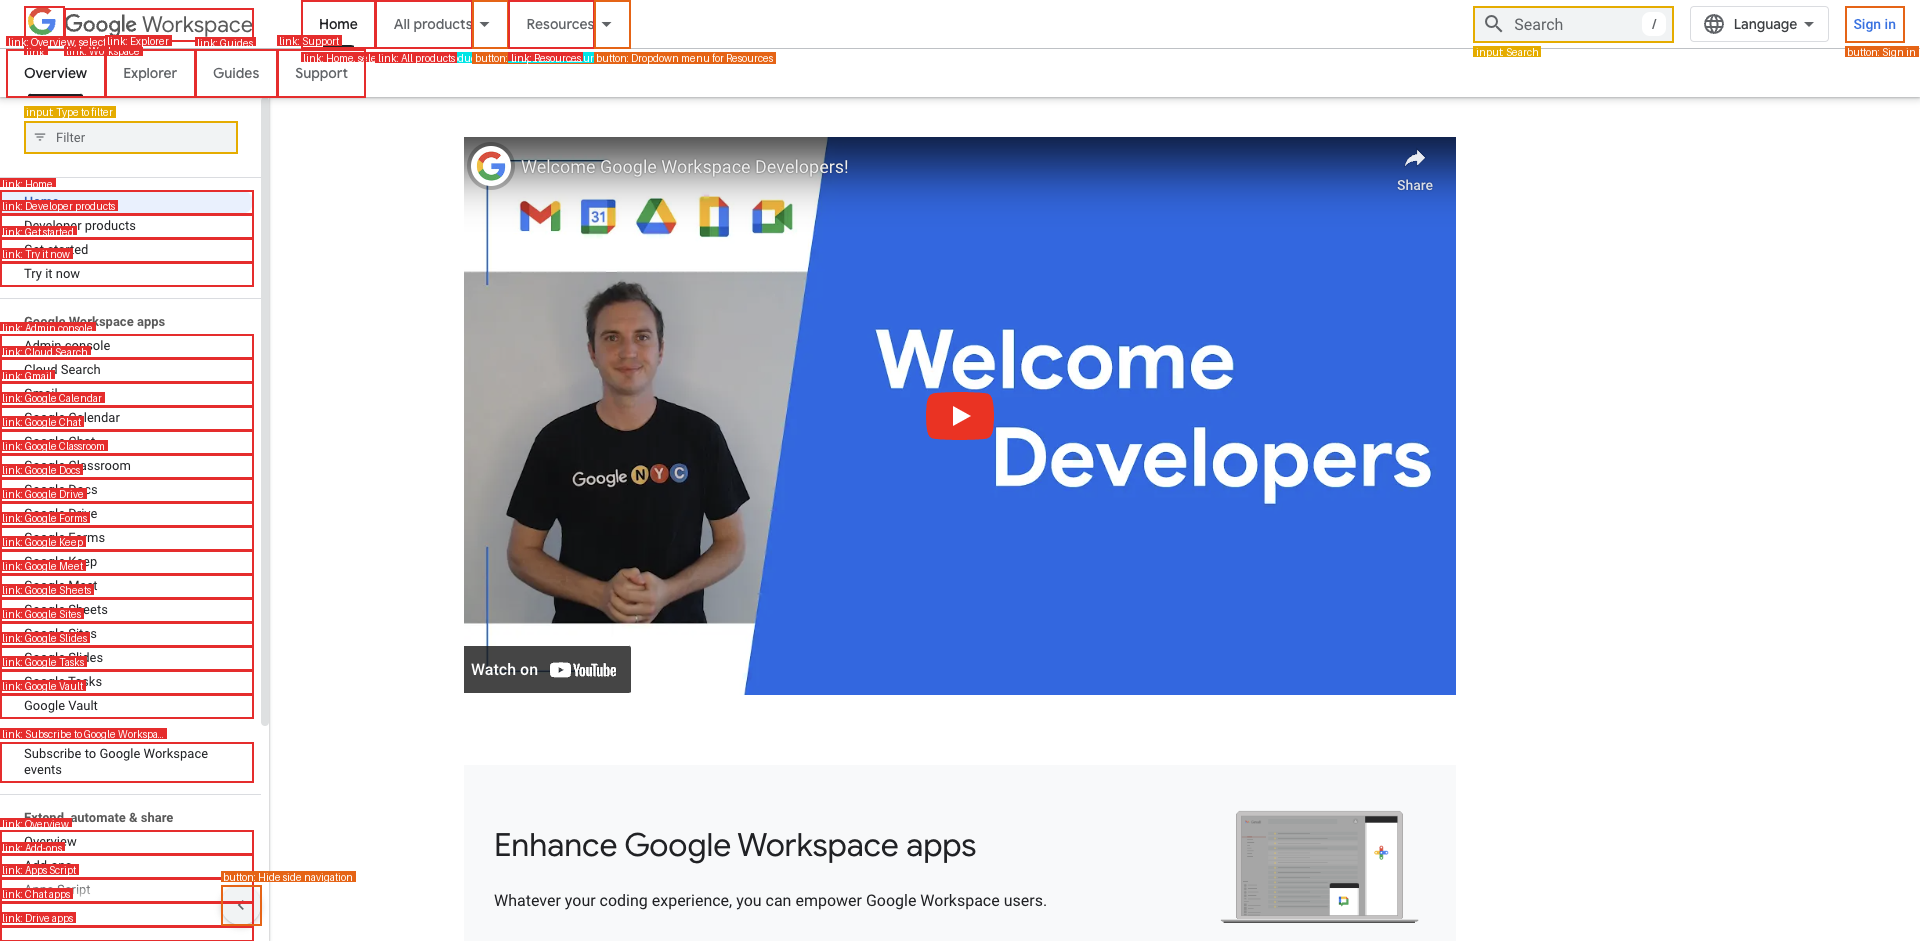 Google Workspace
Home
All products
Resources
Search
/
Language
Sign in
link: Overview, selec
link: Explorer
link: Guides
link: Support
link:
link: Workspace
link: Home, sele
link: All products
du
button:
link: Resources
ur
button: Dropdown menu for Resources
input: Search
button: Sign in
Overview
Explorer
Guides
Support
input: Type to filter
Filter
link: Home
link: Developer products
Developer products
link: Get started
Get started
link: Try it now
Try it now
Google Workspace apps
link: Admin console
Admin console
link: Cloud Search
Cloud Search
link: Gmail
Gmail
link: Google Calendar
Google Calendar
link: Google Chat
Google Chat
link: Google Classroom
Google Classroom
link: Google Docs
Google Docs
link: Google Drive
Google Drive
link: Google Forms
Google Forms
link: Google Keep
Google Keep
link: Google Meet
Google Meet
link: Google Sheets
Google Sheets
link: Google Sites
Google Sites
link: Google Slides
Google Slides
link: Google Tasks
Google Tasks
link: Google Vault
Google Vault
link: Subscribe to Google Workspa...
Subscribe to Google Workspace
events
Extend, automate & share
link: Overview
Overview
link: Add-ons
Add-ons
link: Apps Script
Apps Script
button: Hide side navigation
link: Chat apps
link: Drive apps
Welcome Google Workspace Developers!
Share
31
Welcome
Developers
Google NYC
Watch on YouTube
Enhance Google Workspace apps
Whatever your coding experience, you can empower Google Workspace users.